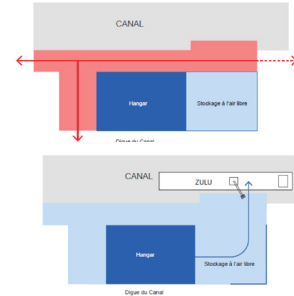 CANAL
Hangar
Stockage à l'air libre
Digue du Canal
CANAL
ZULU
Hangar
Stockage à l'air libre
Digue du Canal